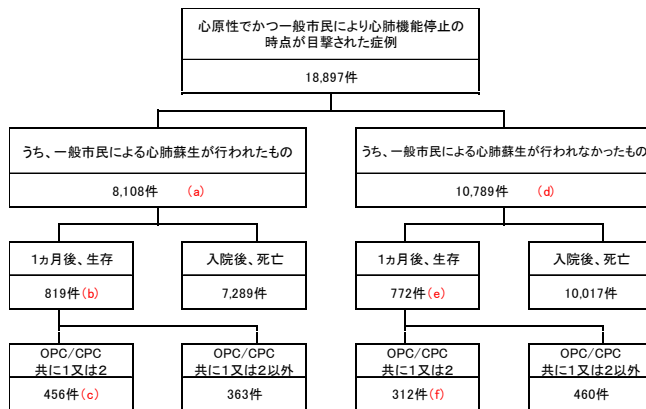 心原性でかつ一般市民により心肺機能停止の
時点が目撃された症例
18,897件
うち、一般市民による心肺蘇生が行われたもの
8,108件 (a)
うち、一般市民による心肺蘇生が行われなかったもの
10,789件 (d)
1ヵ月後、生存
819件(b)
入院後、死亡
7,289件
1ヵ月後、生存
772件(e)
入院後、死亡
10,017件
OPC/CPC
共に1又は2
456件(c)
OPC/CPC
共に1又は2以外
363件
OPC/CPC
共に1又は2
312件(f)
OPC/CPC
共に1又は2以外
460件